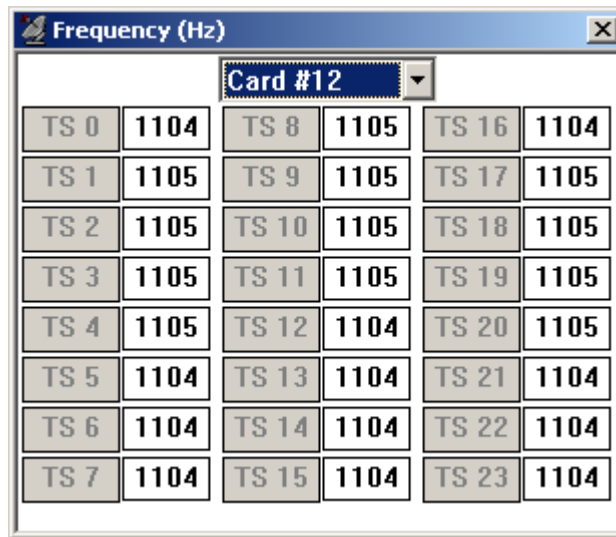 Frequency (Hz)
Card #12
TS 0 1104 TS 8 1105 TS 16 1104
TS 1 1105 TS 9 1105 TS 17 1105
TS 2 1105 TS 10 1105 TS 18 1105
TS 3 1105 TS 11 1105 TS 19 1105
TS 4 1105 TS 12 1104 TS 20 1105
TS 5 1104 TS 13 1104 TS 21 1104
TS 6 1104 TS 14 1104 TS 22 1104
TS 7 1104 TS 15 1104 TS 23 1104